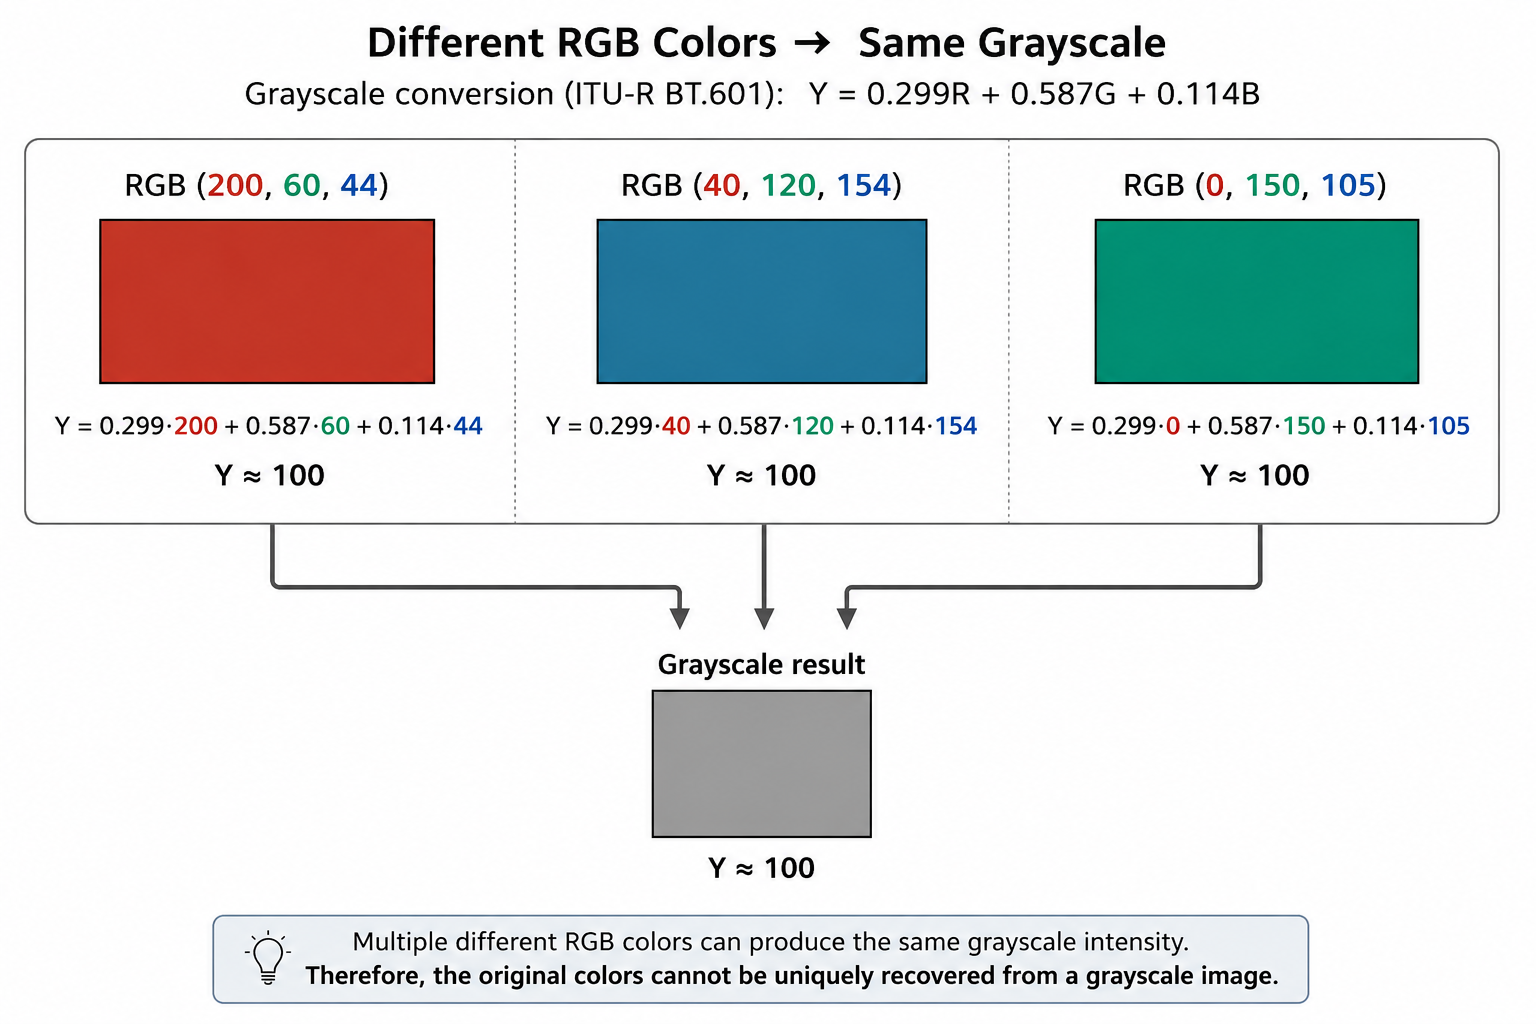 Different RGB Colors → Same Grayscale
Grayscale conversion (ITU-R BT.601): Y = 0.299R + 0.587G + 0.114B
RGB (200, 60, 44)
RGB (40, 120, 154)
RGB (0, 150, 105)
Y = 0.299·200 + 0.587·60 + 0.114·44
Y = 0.299·40 + 0.587·120 + 0.114·154
Y = 0.299·0 + 0.587·150 + 0.114·105
Y ≈ 100
Y ≈ 100
Y ≈ 100
Grayscale result
Y ≈ 100
Multiple different RGB colors can produce the same grayscale intensity.
Therefore, the original colors cannot be uniquely recovered from a grayscale image.